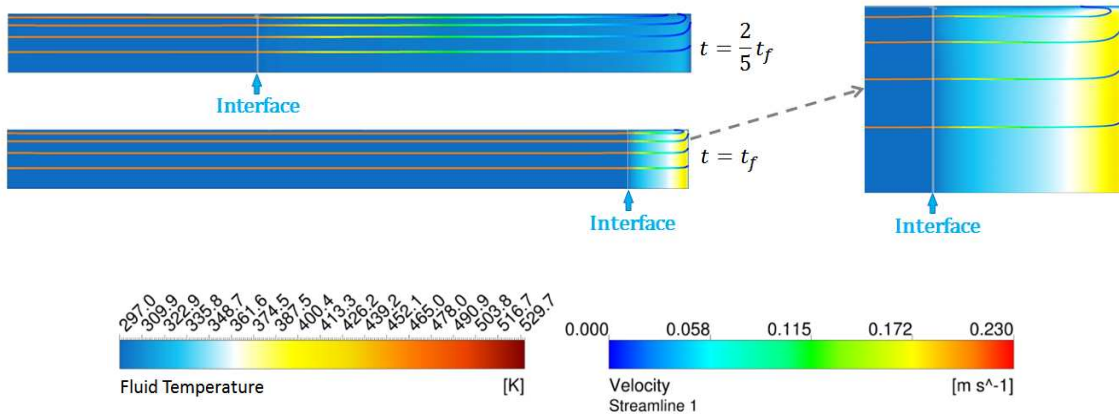 t = 2/5 t_f
Interface
t = t_f
Interface
Interface
297.0 309.9 322.9 335.8 348.7 361.6 374.5 387.5 400.4 413.3 426.2 439.2 452.1 465.0 478.0 490.9 503.8 516.7 529.7
Fluid Temperature [K]
0.000 0.058 0.115 0.172 0.230
Velocity [m s^-1]
Streamline 1